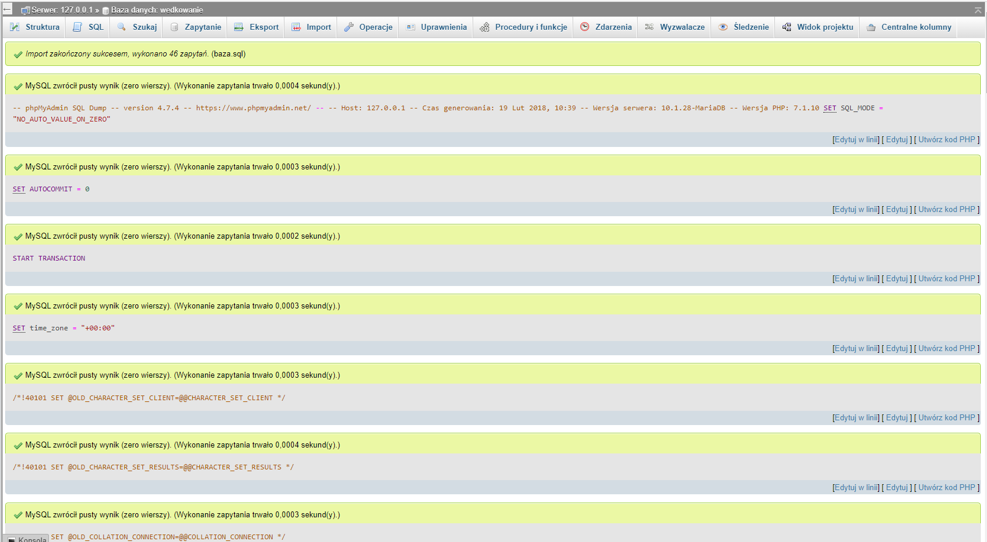 Serwer: 127.0.0.1 » Baza danych: wedkowanie
Struktura SQL Szukaj Zapytanie Eksport Import Operacje Uprawnienia Procedury i funkcje Zdarzenia Wyzwalacze Śledzenie Widok projektu Centralne kolumny
Import zakończony sukcesem, wykonano 46 zapytań. (baza.sql)
MySQL zwrócił pusty wynik (zero wierszy). (Wykonanie zapytania trwało 0,0004 sekund(y).)
-- phpMyAdmin SQL Dump -- version 4.7.4 -- https://www.phpmyadmin.net/ -- -- Host: 127.0.0.1 -- Czas generowania: 19 Lut 2018, 10:39 -- Wersja serwera: 10.1.28-MariaDB -- Wersja PHP: 7.1.10 SET SQL_MODE =
"NO_AUTO_VALUE_ON_ZERO"
[Edytuj w linii] [ Edytuj ] [ Utwórz kod PHP ]
MySQL zwrócił pusty wynik (zero wierszy). (Wykonanie zapytania trwało 0,0003 sekund(y).)
SET AUTOCOMMIT = 0
[Edytuj w linii] [ Edytuj ] [ Utwórz kod PHP ]
MySQL zwrócił pusty wynik (zero wierszy). (Wykonanie zapytania trwało 0,0002 sekund(y).)
START TRANSACTION
[Edytuj w linii] [ Edytuj ] [ Utwórz kod PHP ]
MySQL zwrócił pusty wynik (zero wierszy). (Wykonanie zapytania trwało 0,0003 sekund(y).)
SET time_zone = "+00:00"
[Edytuj w linii] [ Edytuj ] [ Utwórz kod PHP ]
MySQL zwrócił pusty wynik (zero wierszy). (Wykonanie zapytania trwało 0,0003 sekund(y).)
/*!40101 SET @OLD_CHARACTER_SET_CLIENT=@@CHARACTER_SET_CLIENT */
[Edytuj w linii] [ Edytuj ] [ Utwórz kod PHP ]
MySQL zwrócił pusty wynik (zero wierszy). (Wykonanie zapytania trwało 0,0004 sekund(y).)
/*!40101 SET @OLD_CHARACTER_SET_RESULTS=@@CHARACTER_SET_RESULTS */
[Edytuj w linii] [ Edytuj ] [ Utwórz kod PHP ]
MySQL zwrócił pusty wynik (zero wierszy). (Wykonanie zapytania trwało 0,0003 sekund(y).)
SET @OLD_COLLATION_CONNECTION=@@COLLATION_CONNECTION */
Konsola